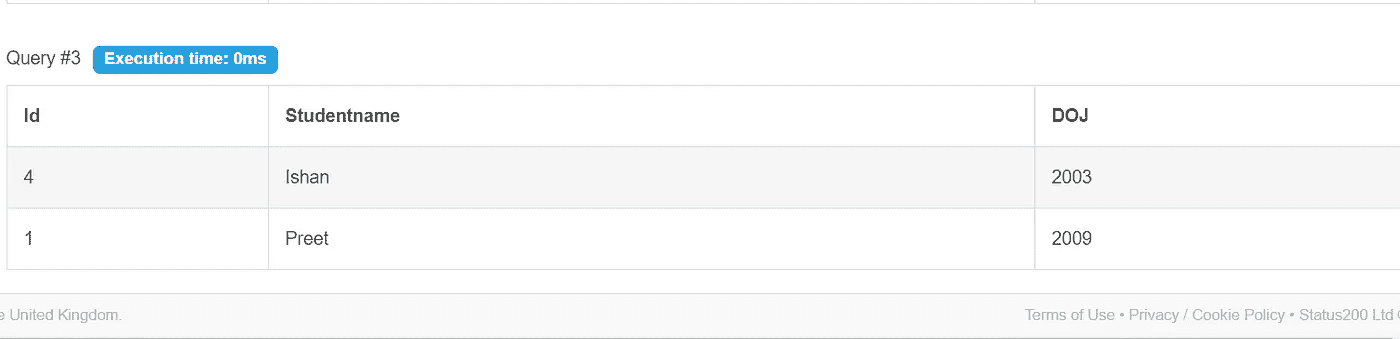 Query #3 Execution time: 0ms
Id Studentname DOJ
4 Ishan 2003
1 Preet 2009
United Kingdom. Terms of Use • Privacy / Cookie Policy • Status200 Ltd